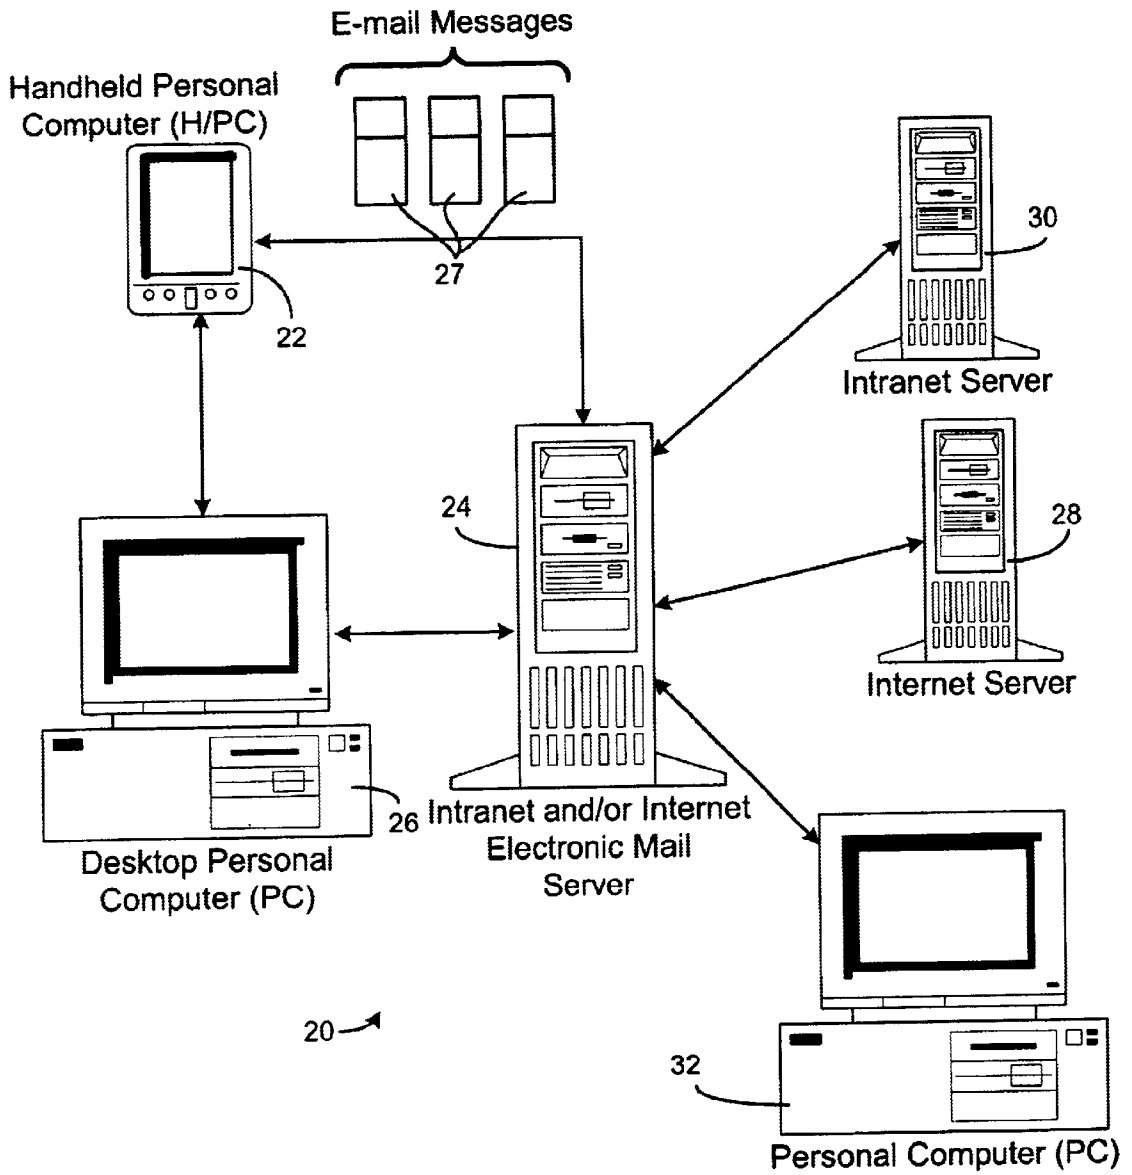 E-mail Messages
Handheld Personal
Computer (H/PC)
27
22
30
Intranet Server
24
28
Internet Server
26
Desktop Personal
Computer (PC)
Intranet and/or Internet
Electronic Mail
Server
20
32
Personal Computer (PC)